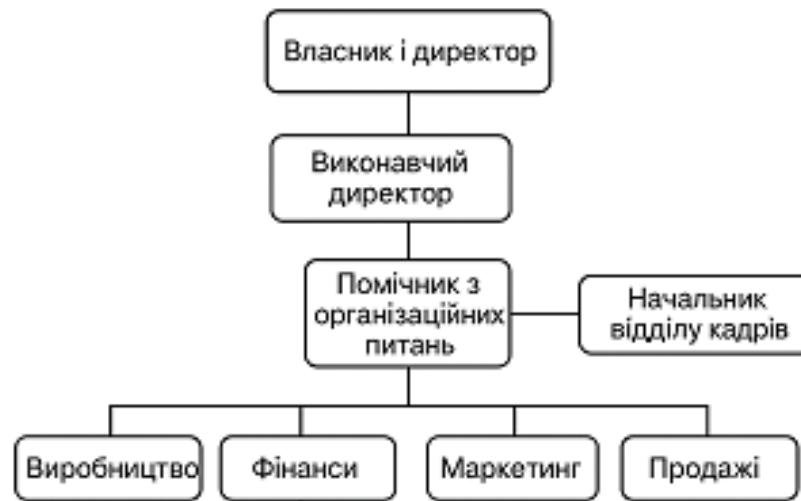 Власник і директор
Виконавчий
директор
Помічник з
організаційних
питань
Начальник
відділу кадрів
Виробництво
Фінанси
Маркетинг
Продажі